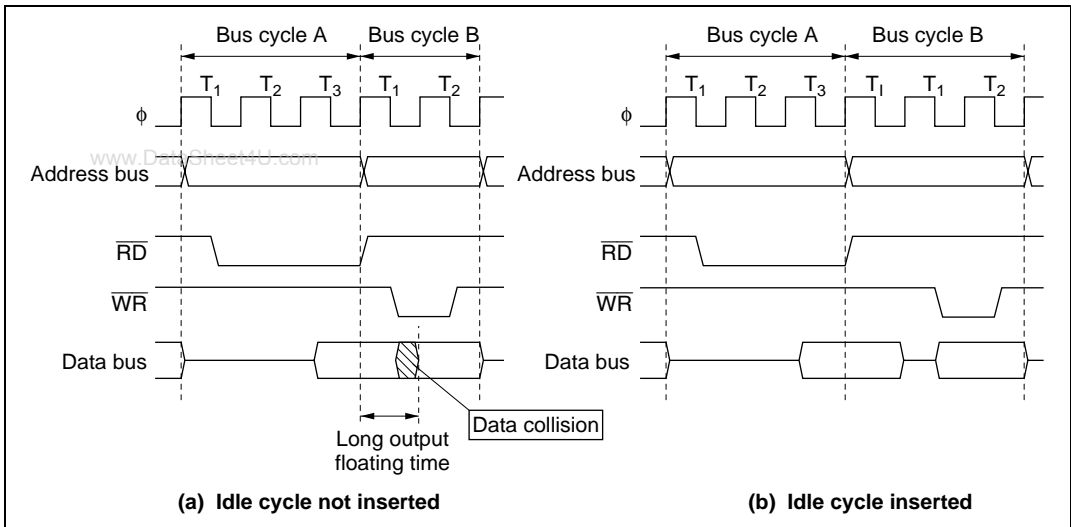 Bus cycle A Bus cycle B
T1 T2 T3 T1 T2
ϕ
www.DataSheet4U.com
Address bus
RD
WR
Data bus
Data collision
Long output
floating time
(a) Idle cycle not inserted
Bus cycle A Bus cycle B
T1 T2 T3 TI T1 T2
ϕ
Address bus
RD
WR
Data bus
(b) Idle cycle inserted